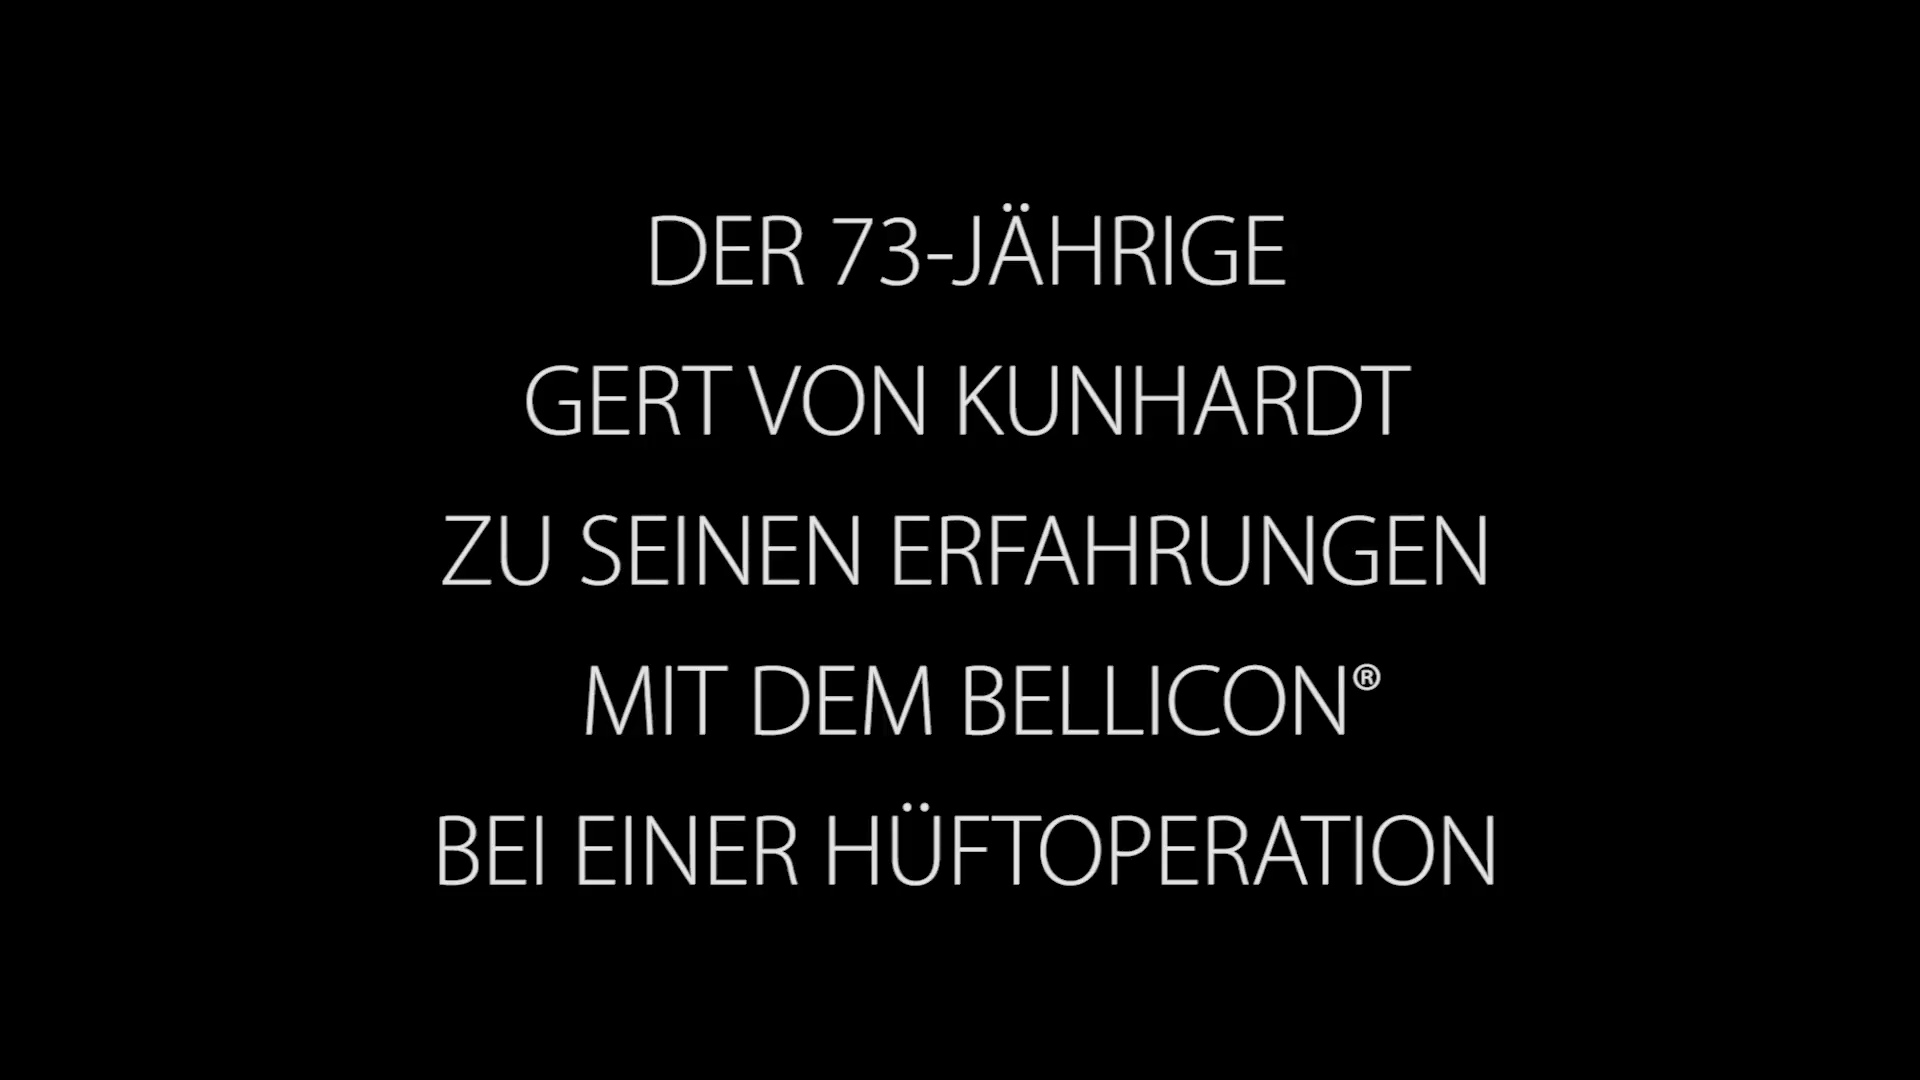 DER 73-JÄHRIGE
GERT VON KUNHARDT
ZU SEINEN ERFAHRUNGEN
MIT DEM BELLICON®
BEI EINER HÜFTOPERATION